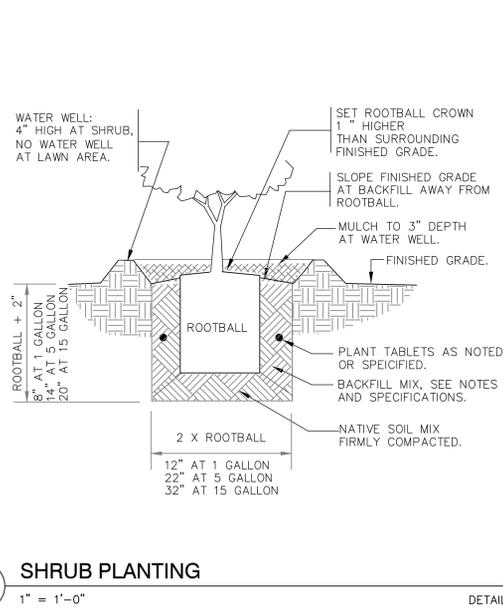 WATER WELL:
4" HIGH AT SHRUB,
NO WATER WELL
AT LAWN AREA.
SET ROOTBALL CROWN
1 " HIGHER
THAN SURROUNDING
FINISHED GRADE.
SLOPE FINISHED GRADE
AT BACKFILL AWAY FROM
ROOTBALL.
MULCH TO 3" DEPTH
AT WATER WELL.
FINISHED GRADE.
ROOTBALL + 2"
8" AT 1 GALLON
14" AT 5 GALLON
20" AT 15 GALLON
ROOTBALL
PLANT TABLETS AS NOTED
OR SPEICIFIED.
BACKFILL MIX, SEE NOTES
AND SPECIFICATIONS.
NATIVE SOIL MIX
FIRMLY COMPACTED.
2 X ROOTBALL
12" AT 1 GALLON
22" AT 5 GALLON
32" AT 15 GALLON
SHRUB PLANTING
1" = 1'-0"
DETAIL